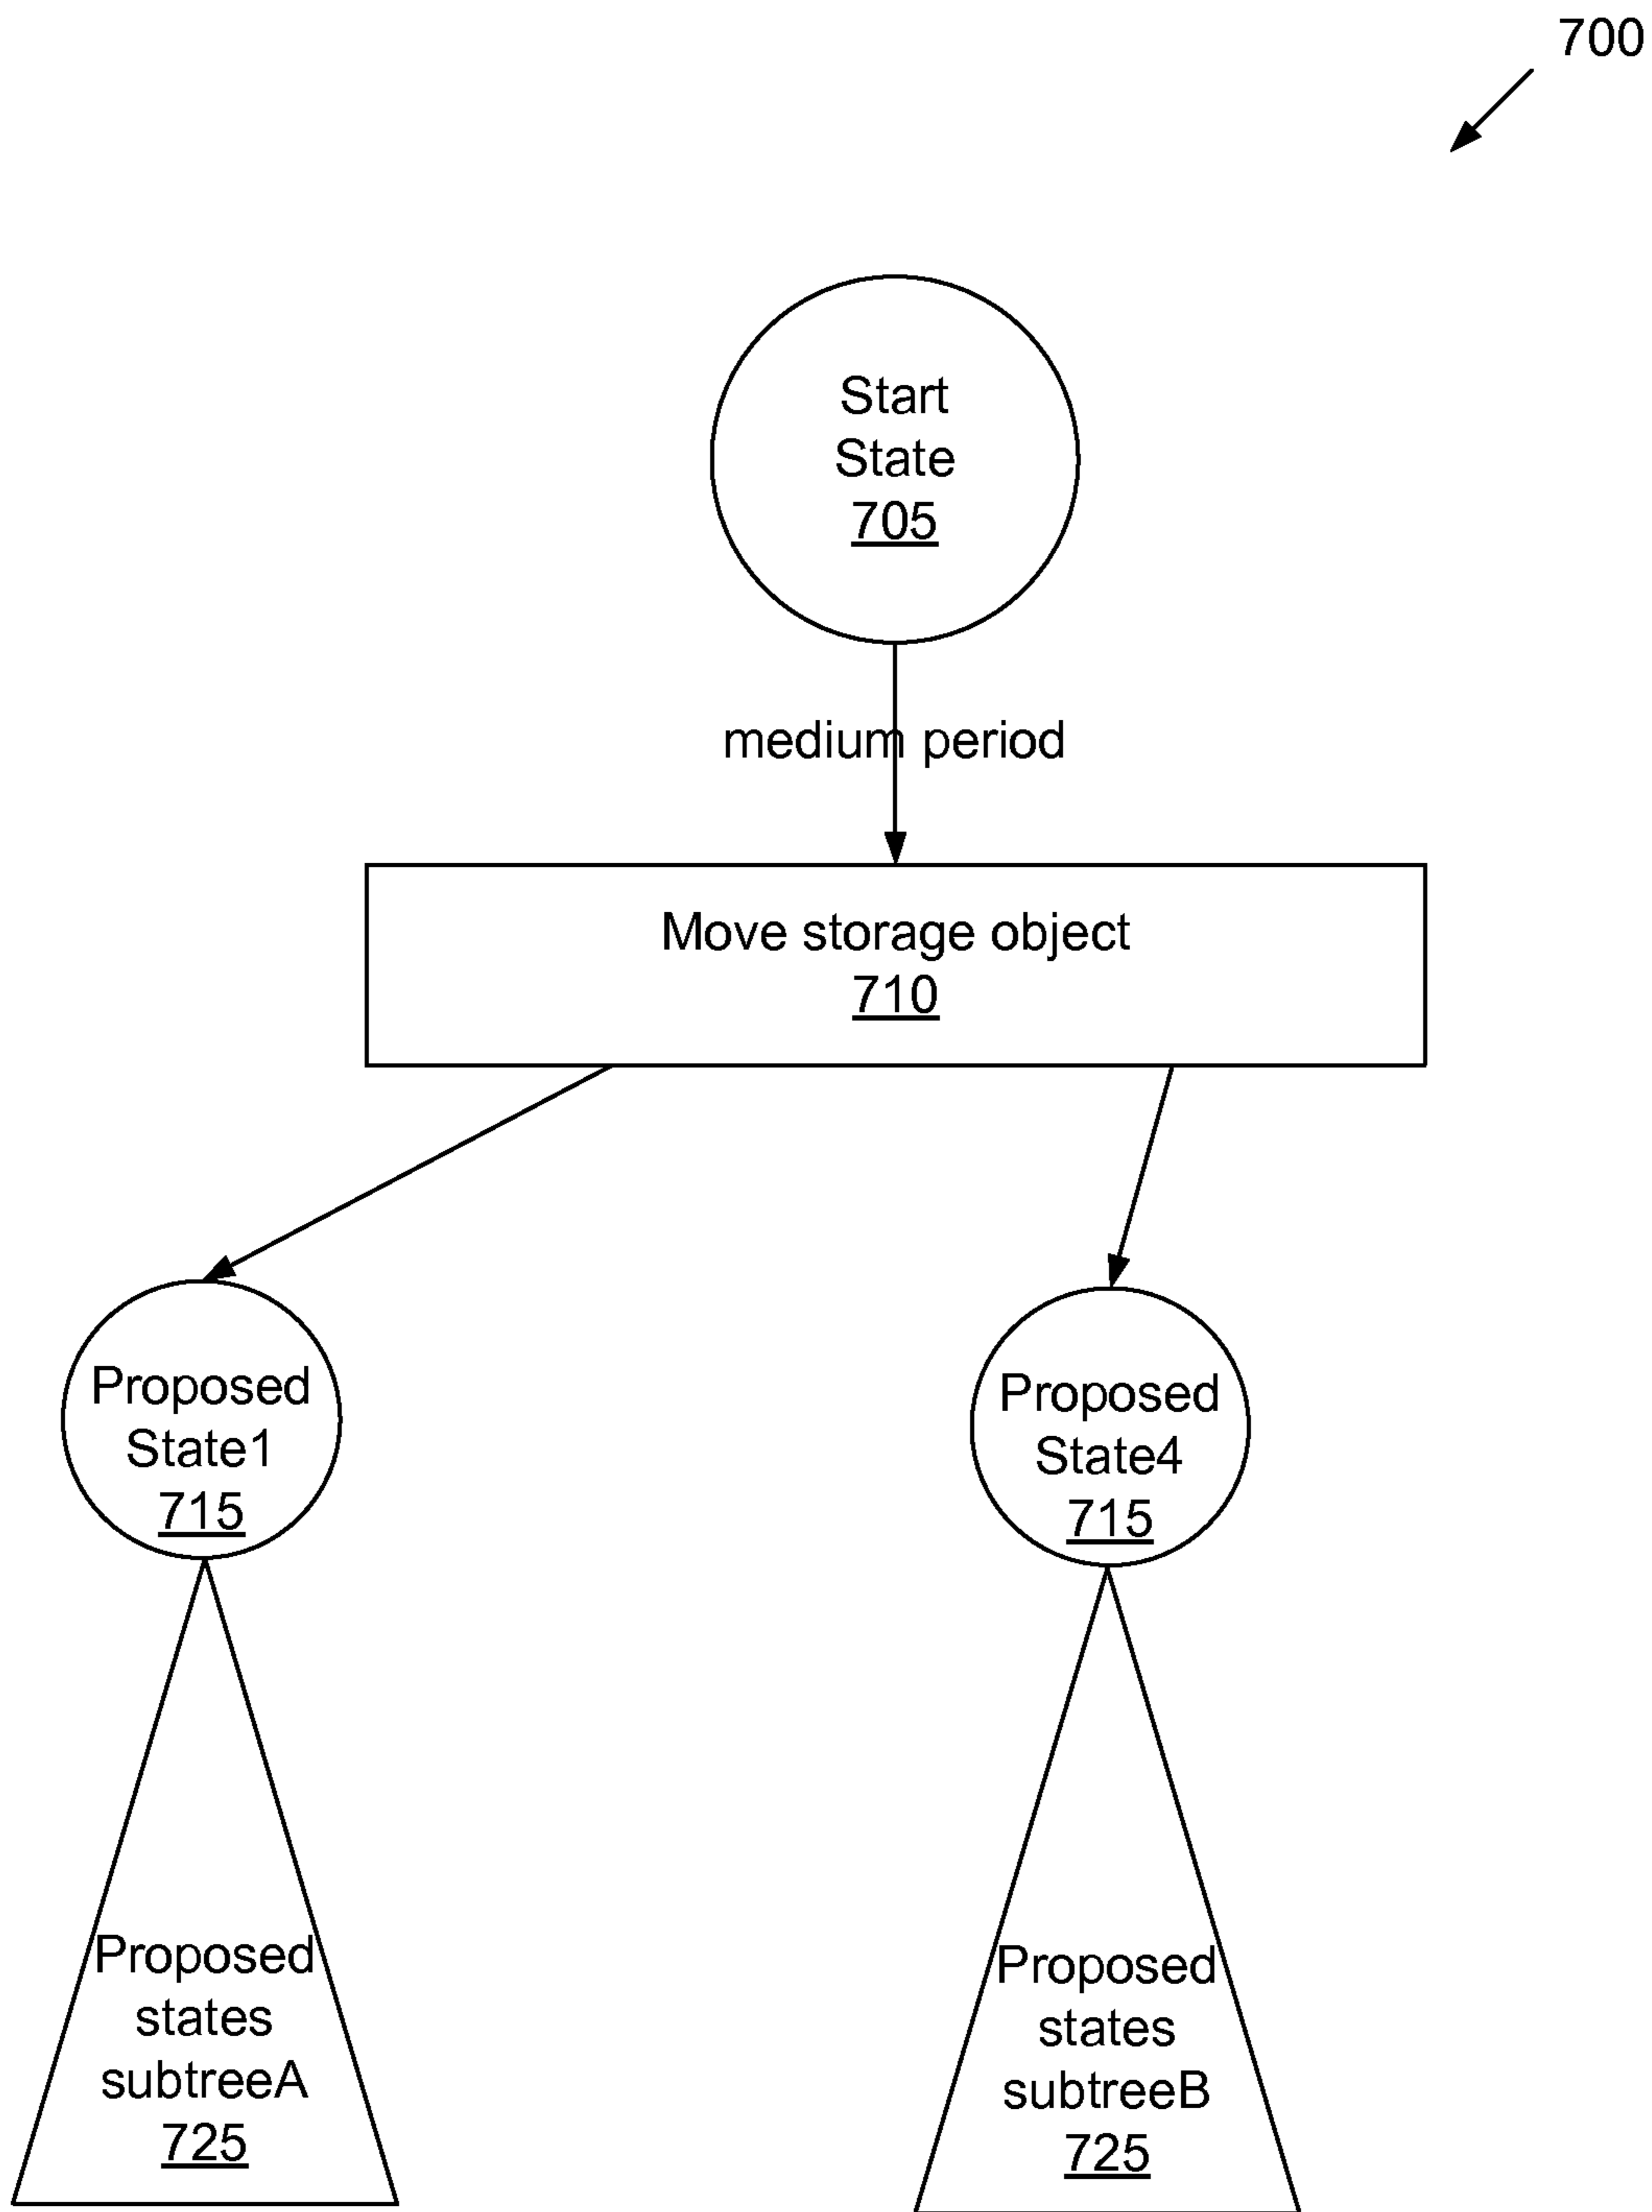 700
Start
State
705
medium period
Move storage object
710
Proposed
State1
715
Proposed
State4
715
Proposed
states
subtreeA
725
Proposed
states
subtreeB
725